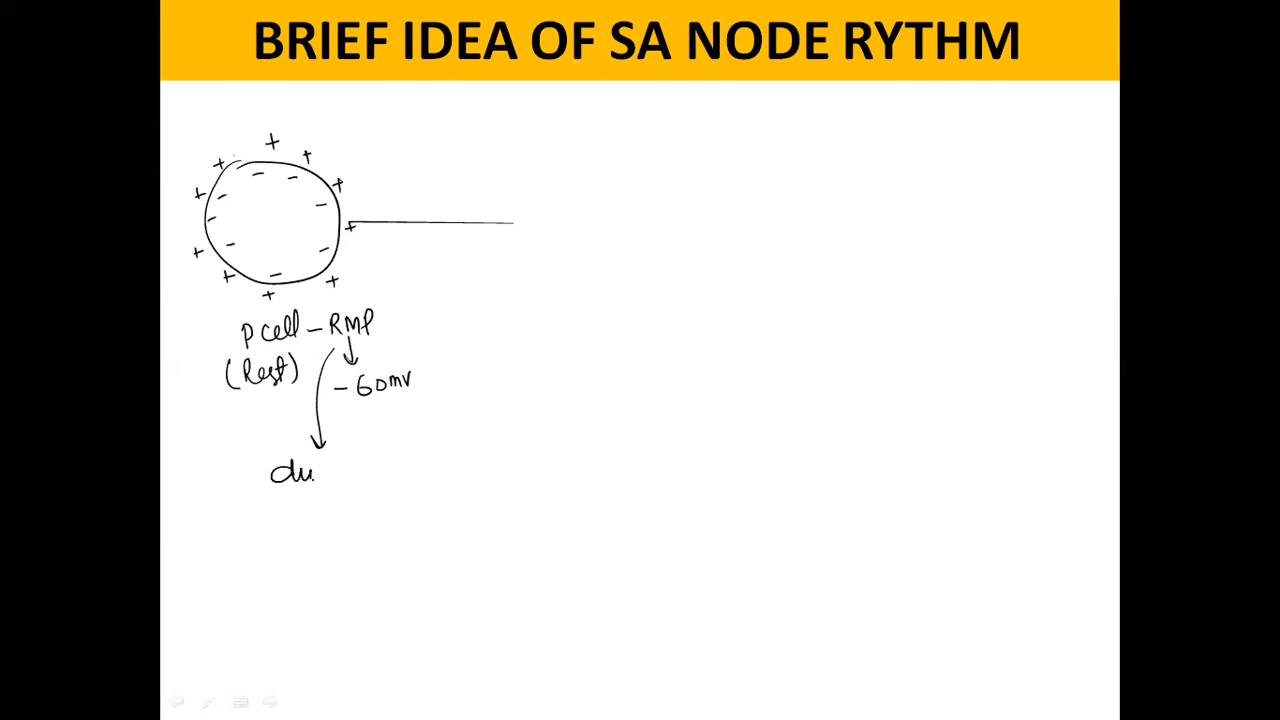 BRIEF IDEA OF SA NODE RYTHM
P cell - RMP
(Rest)
- 60mv
du